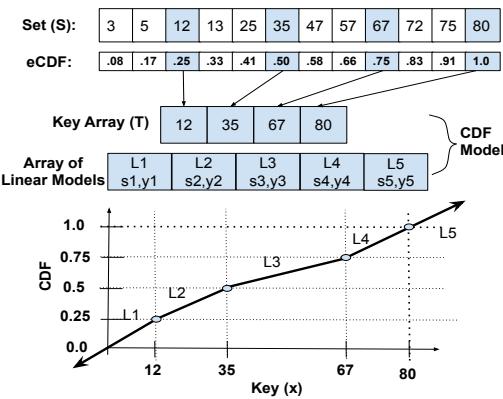 Set (S): 3 5 12 13 25 35 47 57 67 72 75 80
eCDF: .08 .17 .25 .33 .41 .50 .58 .66 .75 .83 .91 1.0
Key Array (T) 12 35 67 80
CDF
Model
Array of
Linear Models
L1 L2 L3 L4 L5
s1,y1 s2,y2 s3,y3 s4,y4 s5,y5
CDF
1.0
0.75
0.5
0.25
0.0
L1 L2 L3 L4 L5
12 35 67 80
Key (x)